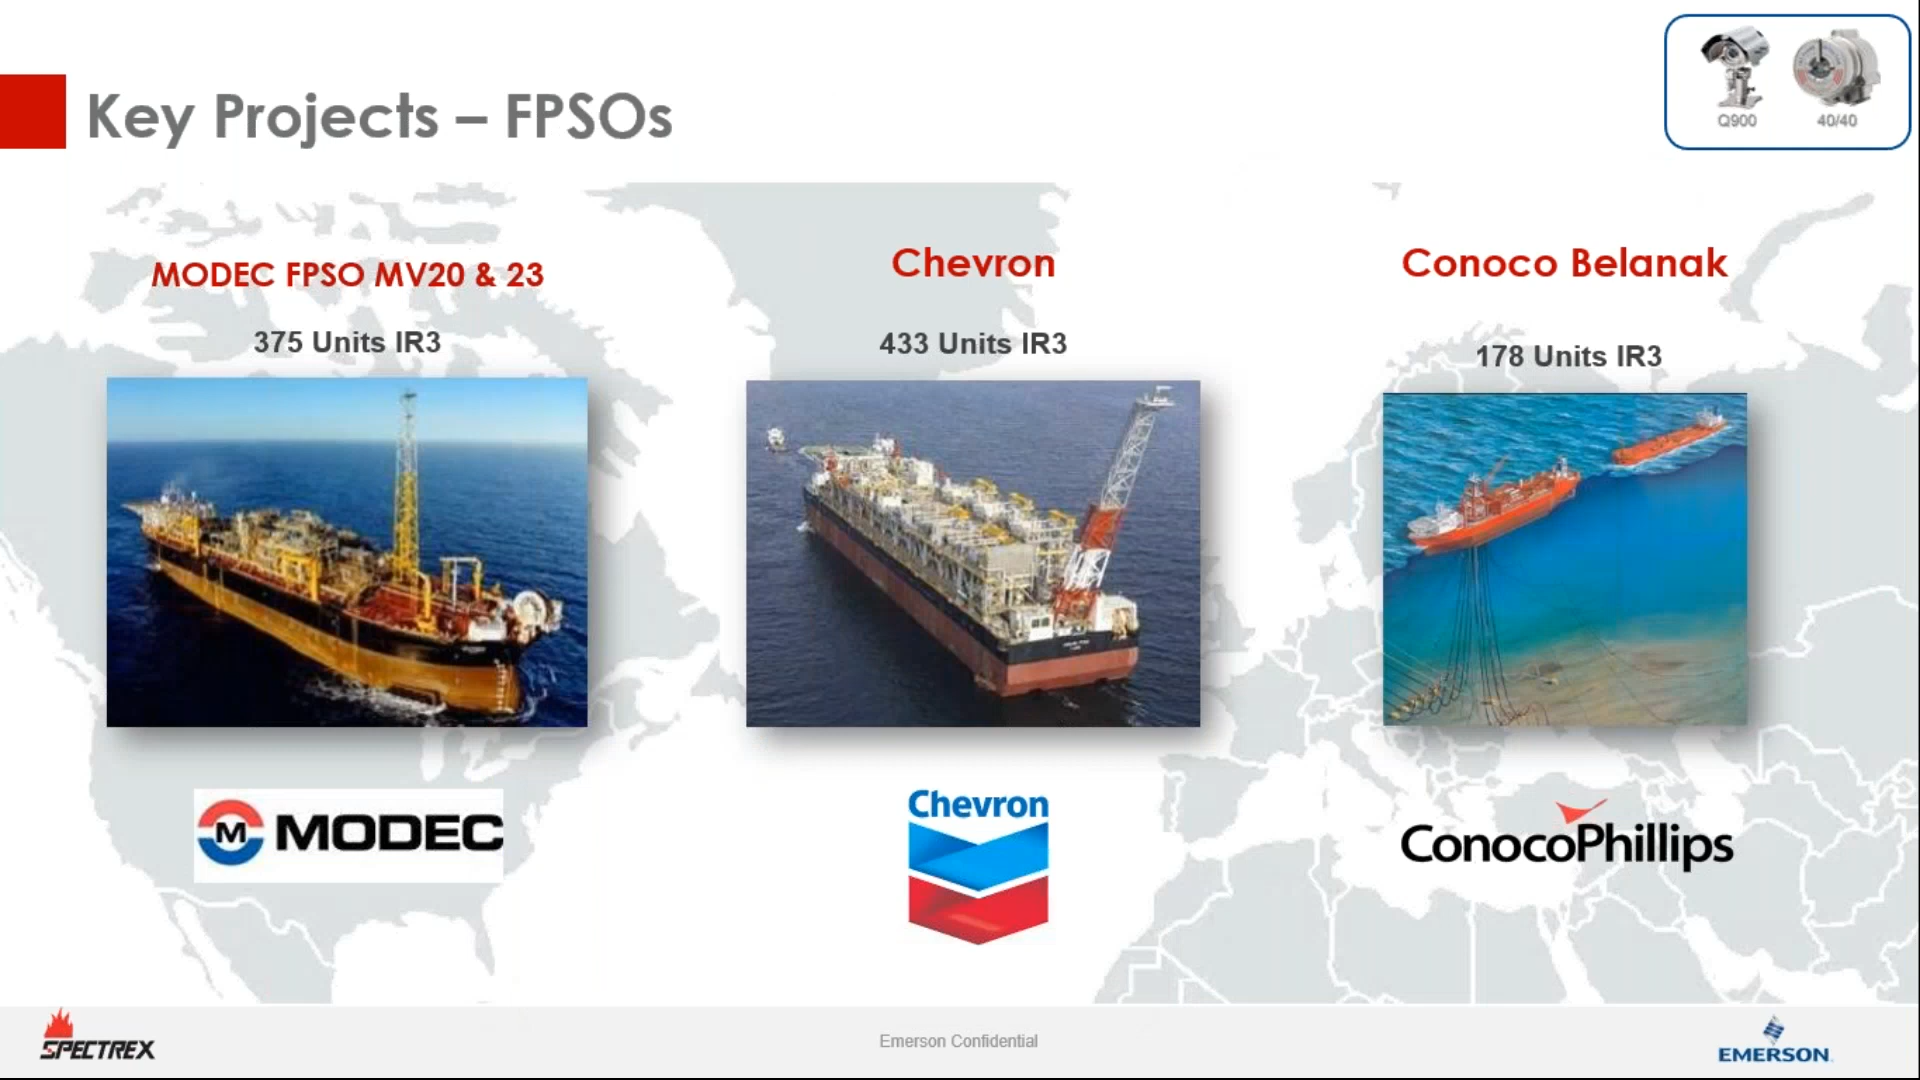 Q900
40/40
Key Projects – FPSOs
MODEC FPSO MV20 & 23
375 Units IR3
Chevron
433 Units IR3
Conoco Belanak
178 Units IR3
M MODEC
Chevron
ConocoPhillips
SPECTREX
Emerson Confidential
EMERSON